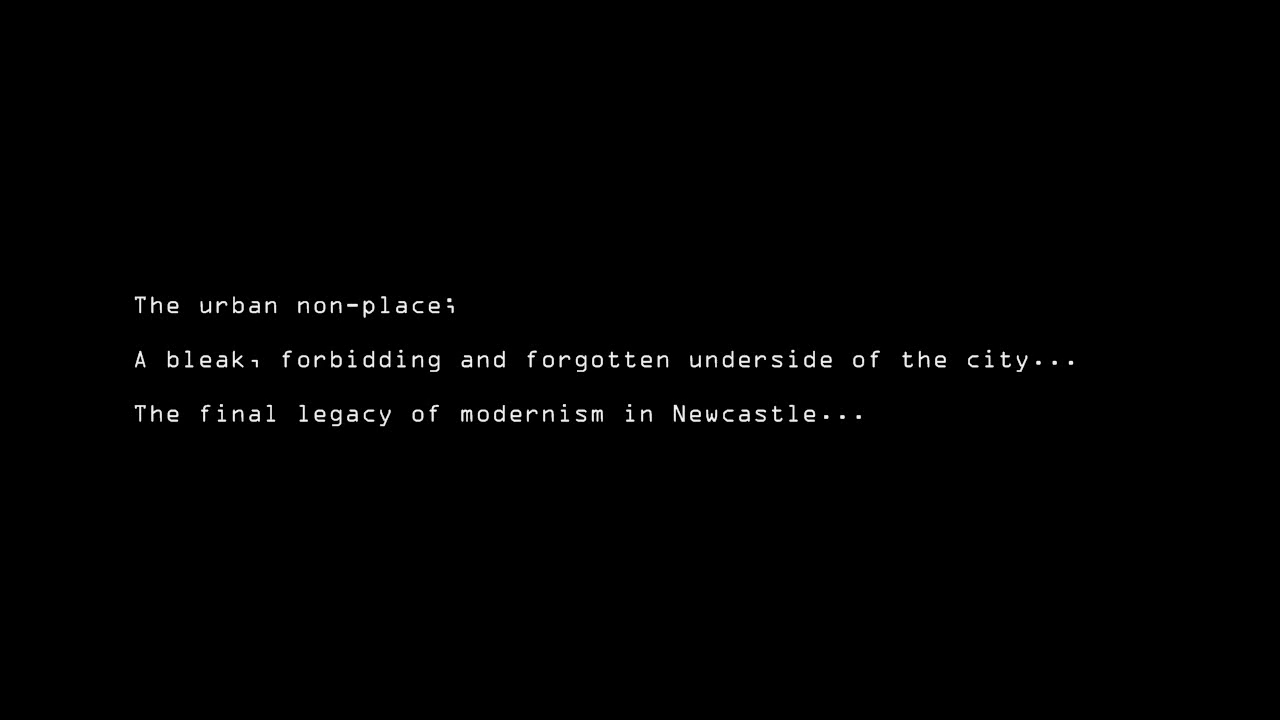 The urban non-place;
A bleak, forbidding and forgotten underside of the city...
The final legacy of modernism in Newcastle...